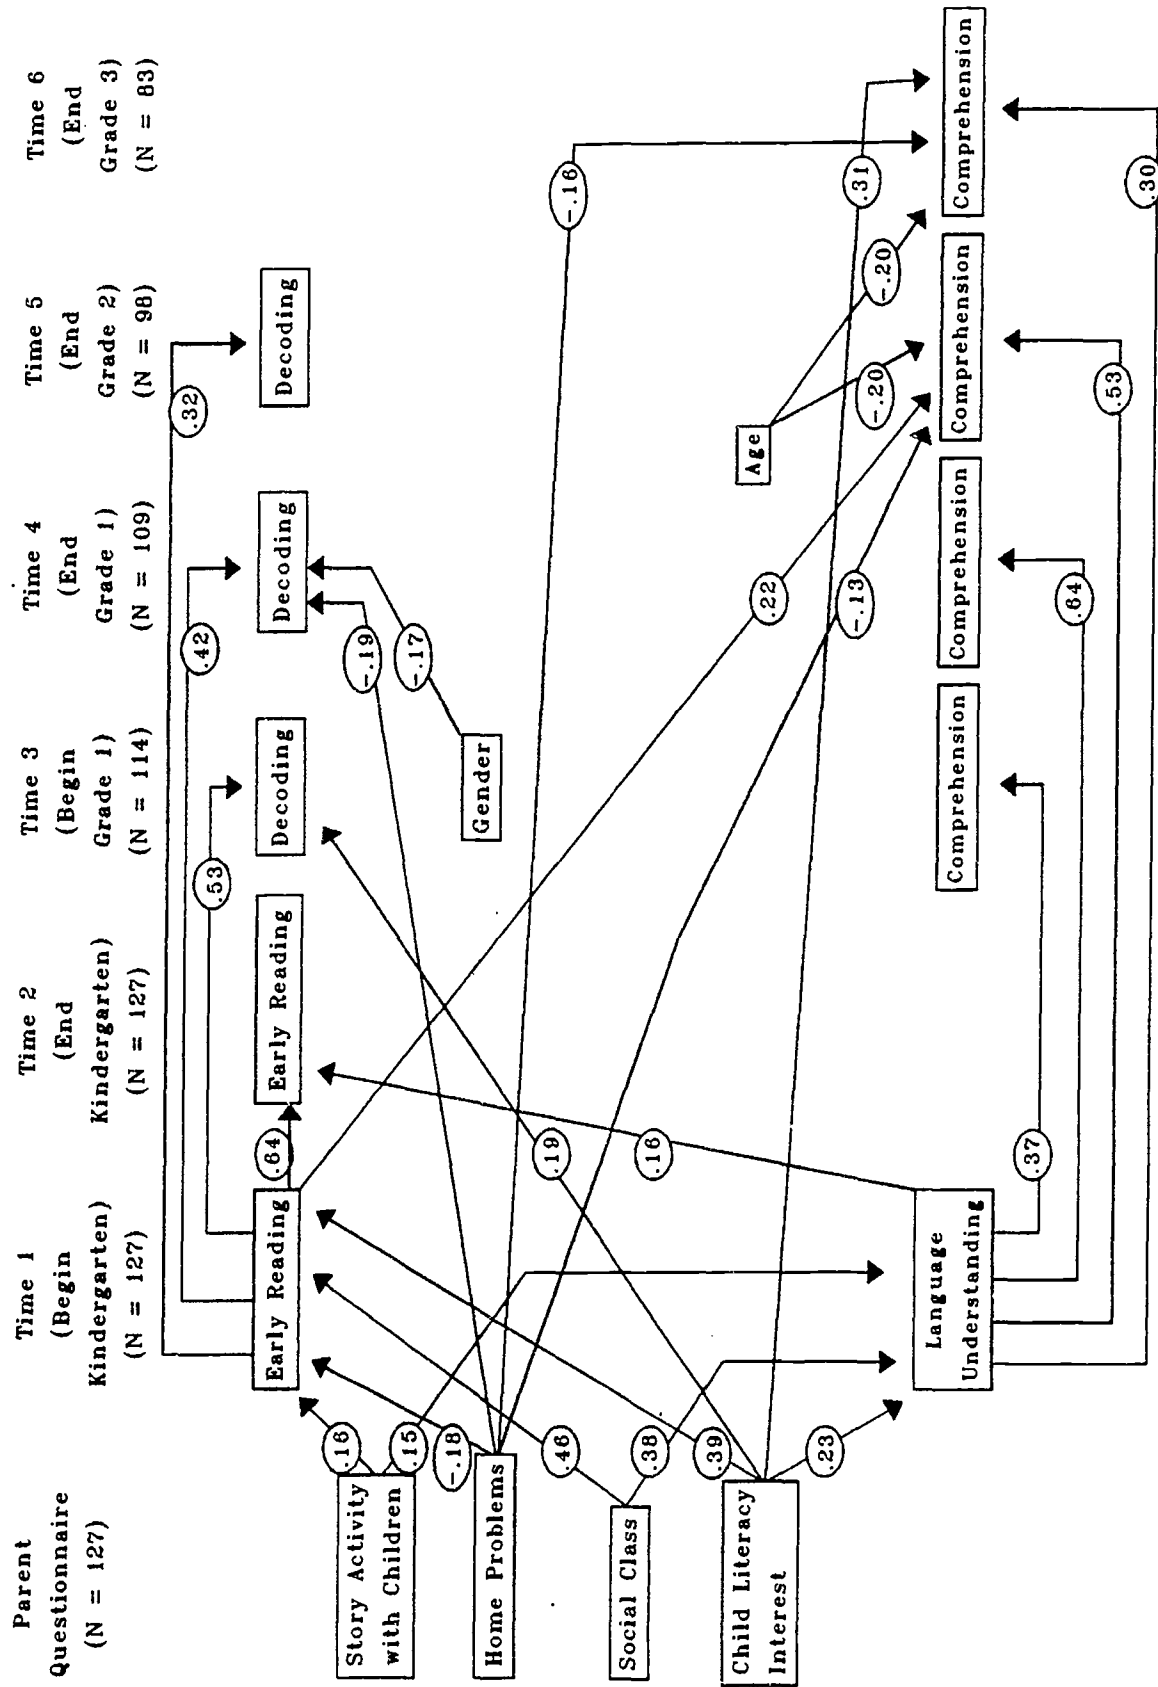 Parent
Questionnaire
(N = 127)
Time 1
(Begin
Kindergarten)
(N = 127)
Time 2
(End
Kindergarten)
(N = 127)
Time 3
(Begin
Grade 1)
(N = 114)
Time 4
(End
Grade 1)
(N = 109)
Time 5
(End
Grade 2)
(N = 98)
Time 6
(End
Grade 3)
(N = 83)
.32
.42
.53
Early Reading
.64
Early Reading
Decoding
Decoding
Decoding
Story Activity
with Children
.16
.15
-.18
-.19
-.17
Home Problems
Gender
-.16
Social Class
.46
.38
.19
.16
Child Literacy
Interest
.39
.23
.22
-.13
Age
-.20
-.20
.31
Language
Understanding
Comprehension
Comprehension
Comprehension
Comprehension
.37
.64
.53
.30